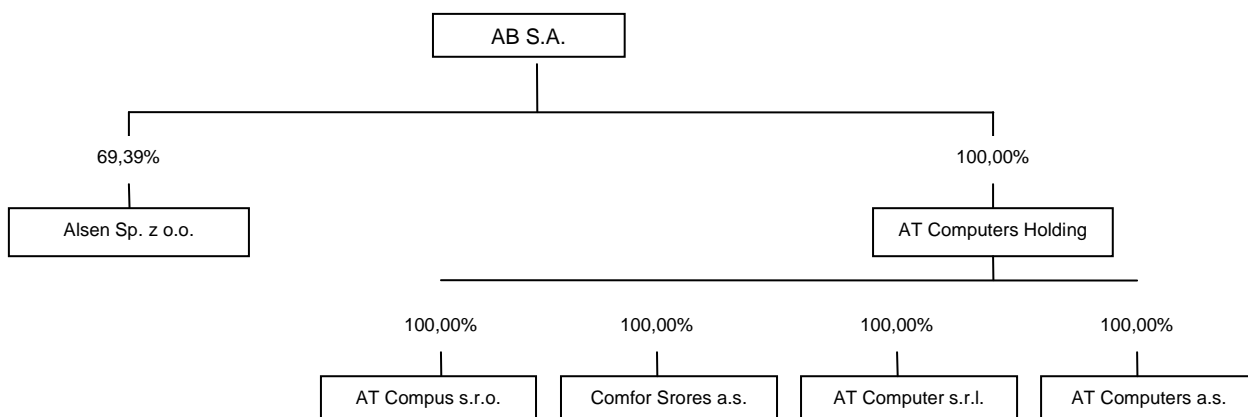 AB S.A.
69,39%
100,00%
Alsen Sp. z o.o.
AT Computers Holding
100,00%
100,00%
100,00%
100,00%
AT Compus s.r.o.
Comfor Srores a.s.
AT Computer s.r.l.
AT Computers a.s.